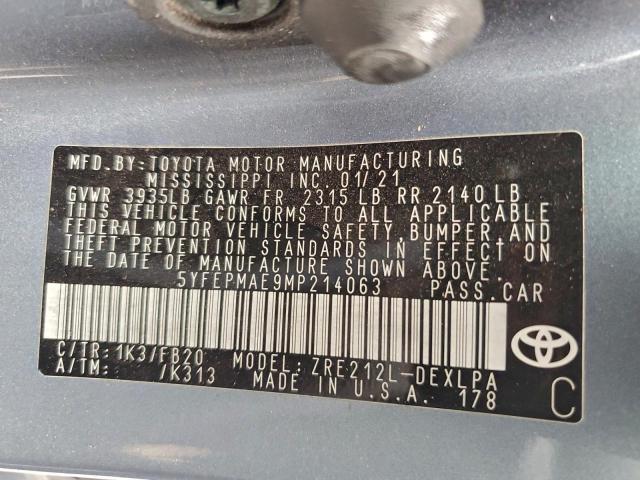 MFD. BY: TOYOTA MOTOR MANUFACTURING
MISSISSIPPI INC. 01/21
GVWR 3935LB GAWR FR 2315 LB RR 2140 LB
THIS VEHICLE CONFORMS TO ALL APPLICABLE
FEDERAL MOTOR VEHICLE SAFETY, BUMPER, AND
THEFT PREVENTION STANDARDS IN EFFECT ON
THE DATE OF MANUFACTURE SHOWN ABOVE.
5YFEPMAE9MP214063 PASS. CAR
C/TR: 1K3/FB20 MODEL: ZRE212L-DEXLPA
A/TM: /K313 MADE IN U.S.A. 178
C